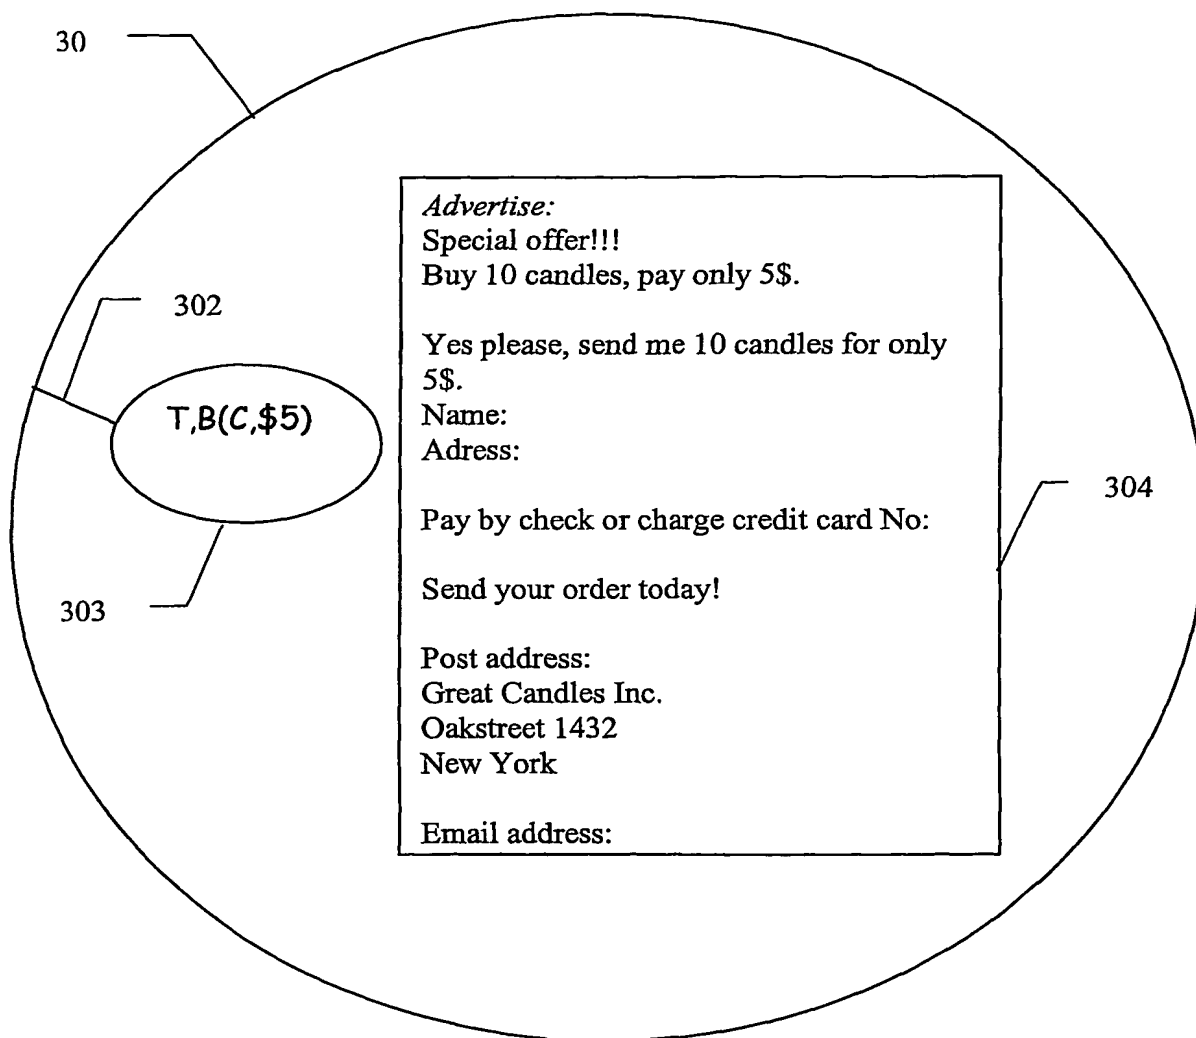 30
Advertise:
Special offer!!!
Buy 10 candles, pay only 5$.
302
Yes please, send me 10 candles for only
5$.
T,B(C,$5)
Name:
Adress:
304
Pay by check or charge credit card No:
Send your order today!
303
Post address:
Great Candles Inc.
Oakstreet 1432
New York
Email address: